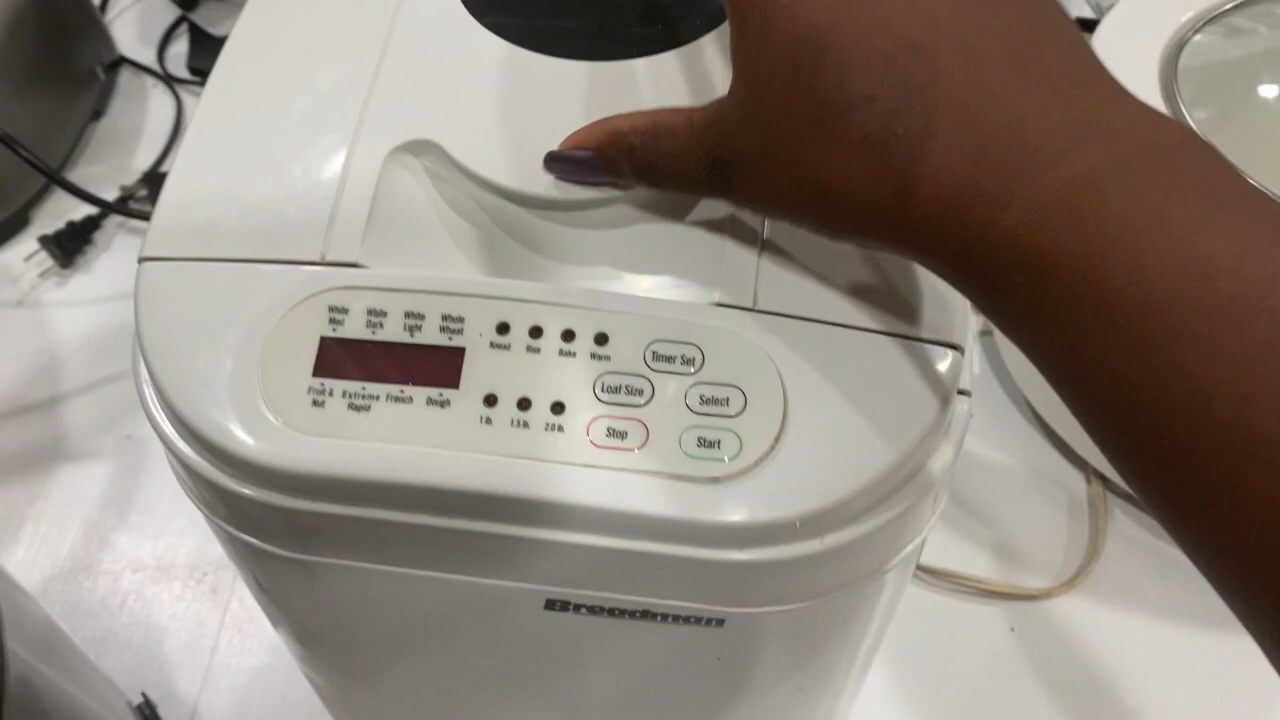 White
Med
White
Dark
White
Light
Whole
Wheat
Fruit &
Nut
Extreme
Rapid
French
Dough
Knead
Rise
Bake
Warm
1 lb.
1.5 lb.
2.0 lb.
Timer Set
Loaf Size
Select
Stop
Start
Breadman